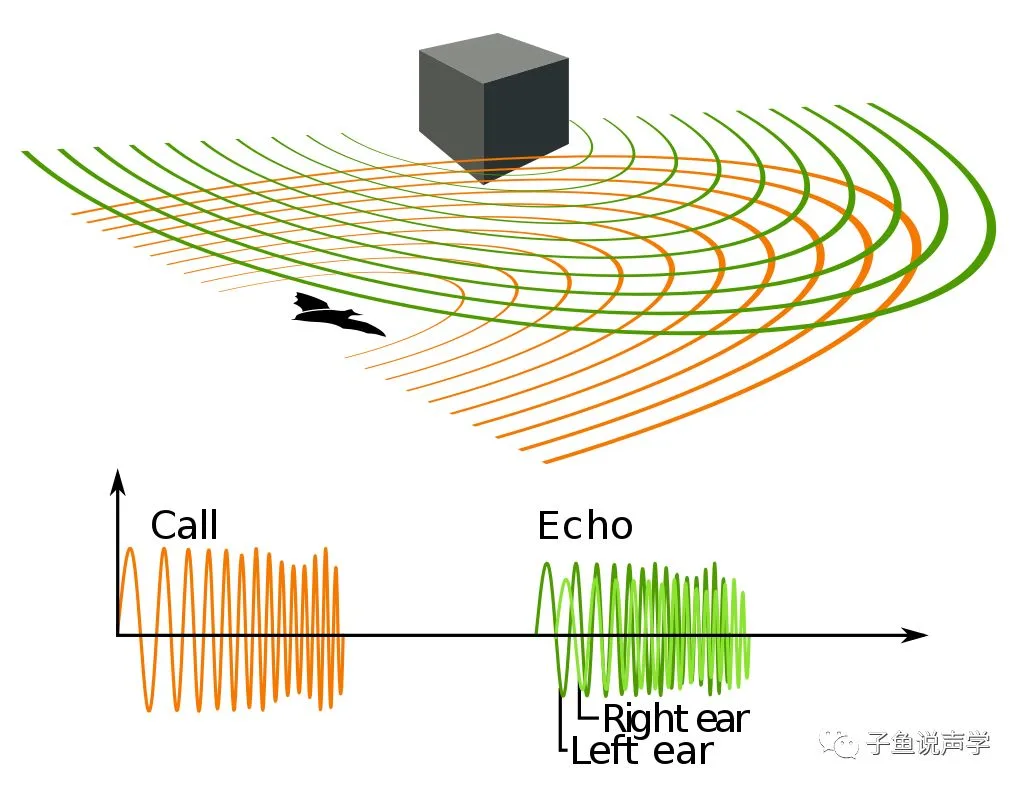 Call
Echo
Right ear
Left ear
子鱼说声学